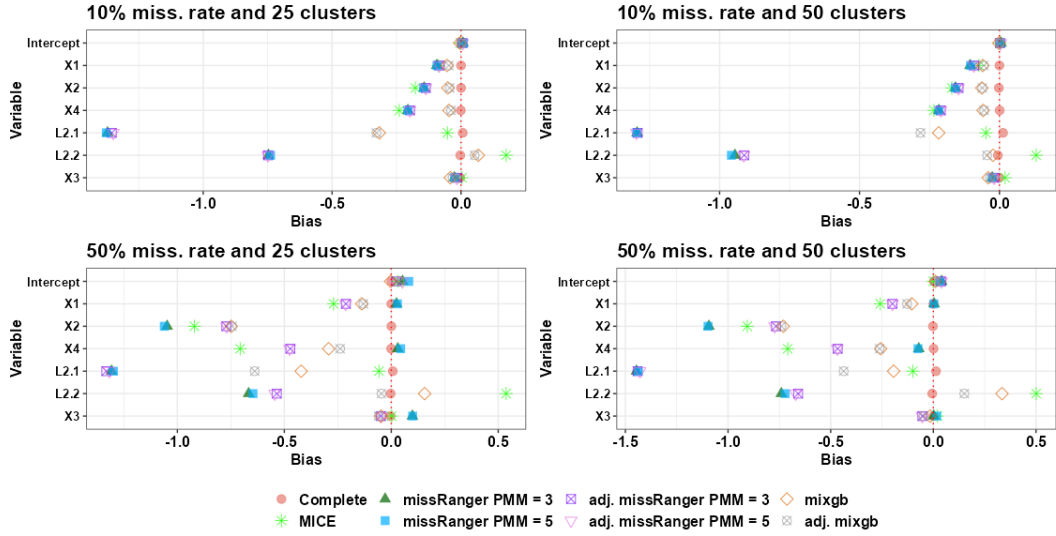 10% miss. rate and 25 clusters
Variable
Intercept
X1
X2
X4
L2.1
L2.2
X3
-1.0
-0.5
0.0
Bias
10% miss. rate and 50 clusters
Variable
Intercept
X1
X2
X4
L2.1
L2.2
X3
-1.0
-0.5
0.0
Bias
50% miss. rate and 25 clusters
Variable
Intercept
X1
X2
X4
L2.1
L2.2
X3
-1.0
-0.5
0.0
0.5
Bias
50% miss. rate and 50 clusters
Variable
Intercept
X1
X2
X4
L2.1
L2.2
X3
-1.5
-1.0
-0.5
0.0
0.5
Bias
Complete
missRanger PMM = 3
adj. missRanger PMM = 3
mixgb
MICE
missRanger PMM = 5
adj. missRanger PMM = 5
adj. mixgb